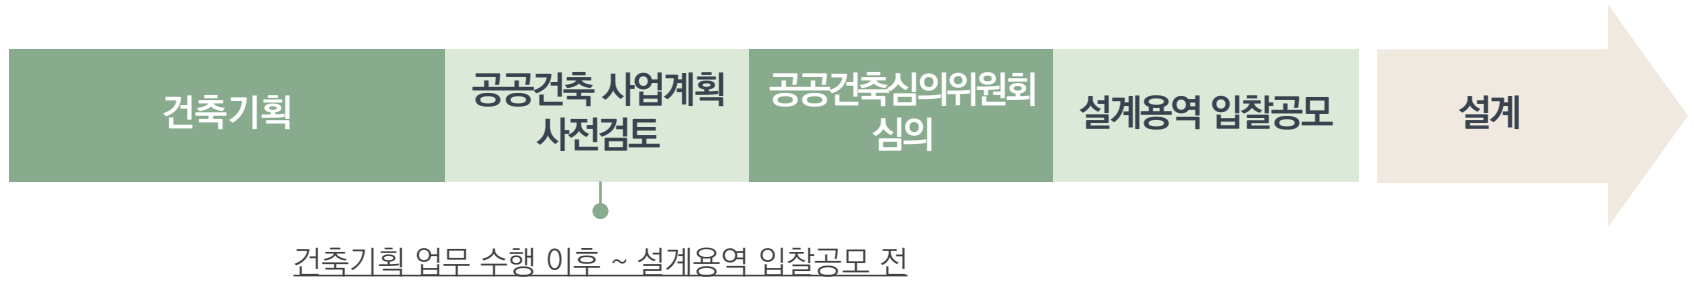 건축기획
공공건축 사업계획
사전검토
공공건축심의위원회
심의
설계용역 입찰공모
설계
건축기획 업무 수행 이후 ~ 설계용역 입찰공모 전